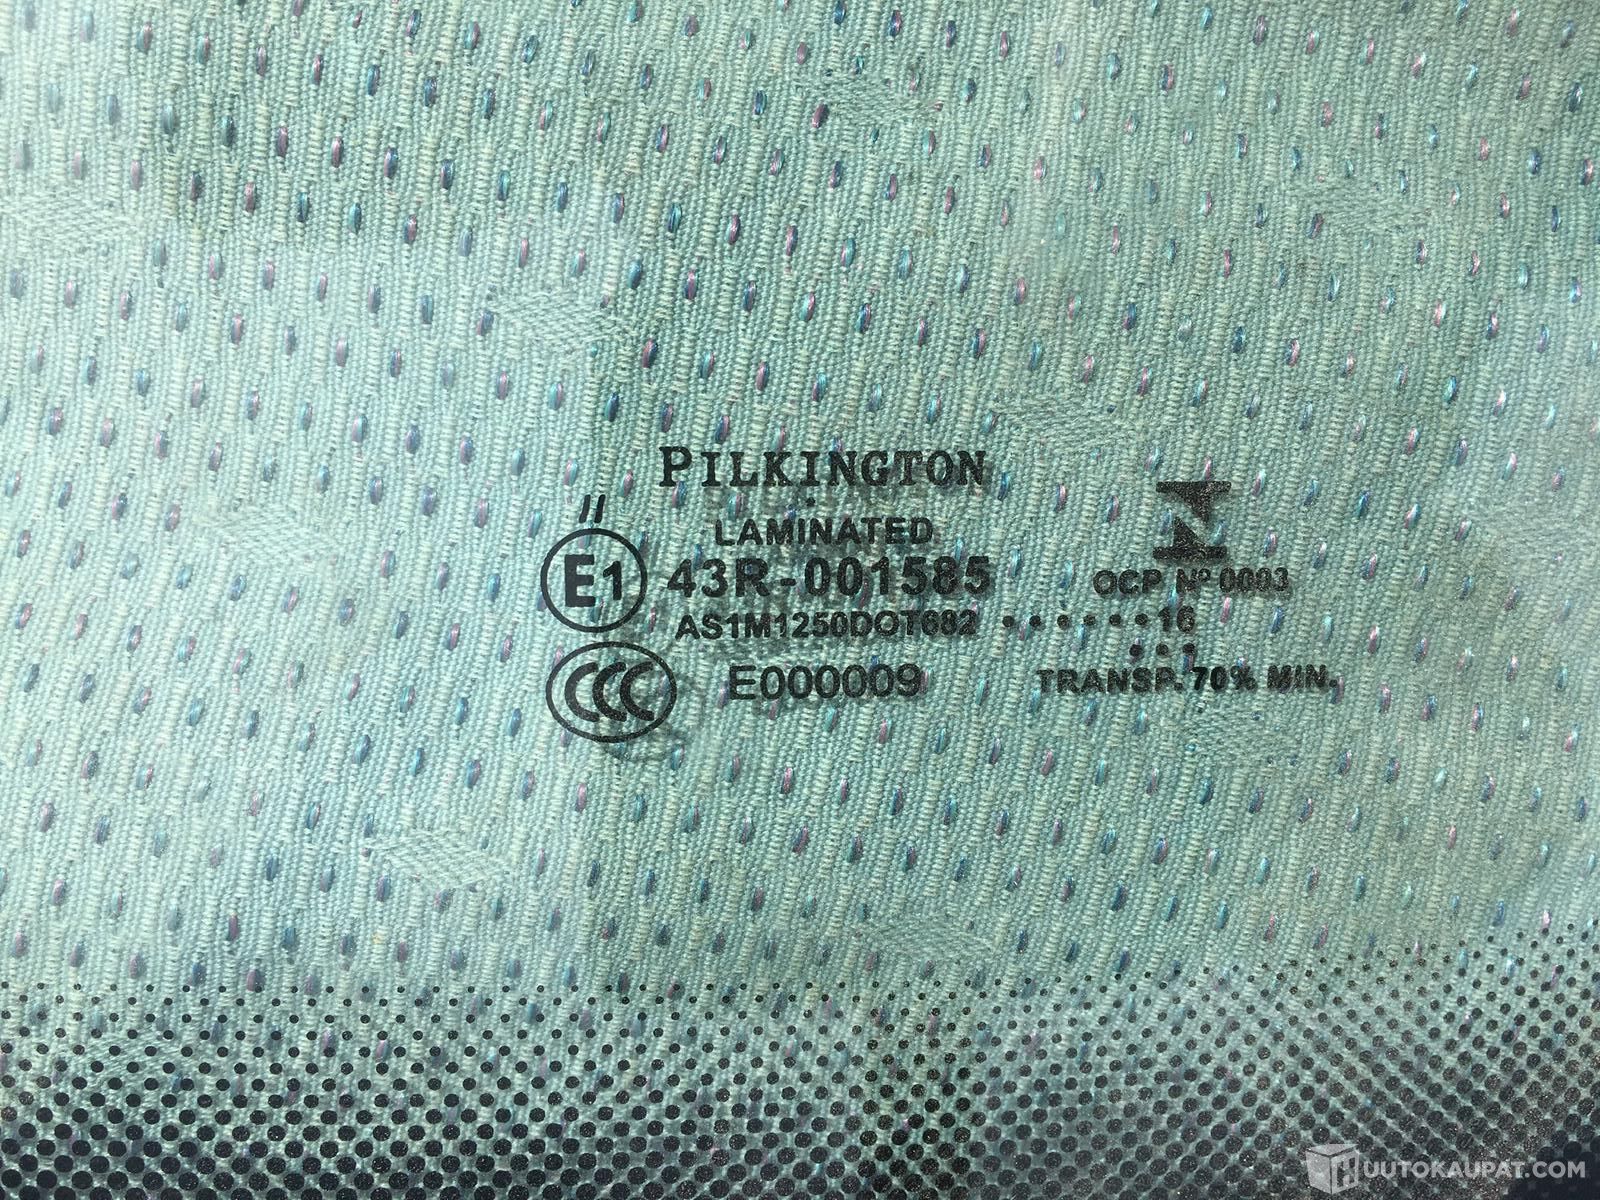 PILKINGTON
//
LAMINATED
E1 43R-001585
OCP Nº 0003
AS1M1250DOT682 ·······16
CCC E000009
TRANSP. 70% MIN.
UUTOKAUPAT.COM